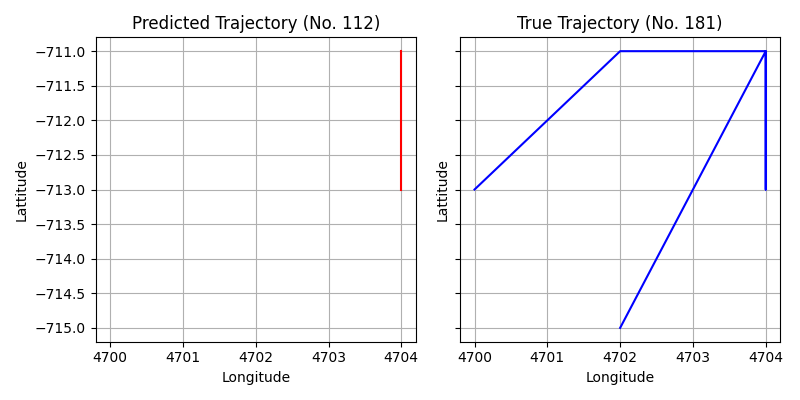 Predicted Trajectory (No. 112)
True Trajectory (No. 181)
−711.0
−711.5
−712.0
−712.5
−713.0
−713.5
−714.0
−714.5
−715.0
Lattitude
Lattitude
4700 4701 4702 4703 4704
4700 4701 4702 4703 4704
Longitude
Longitude